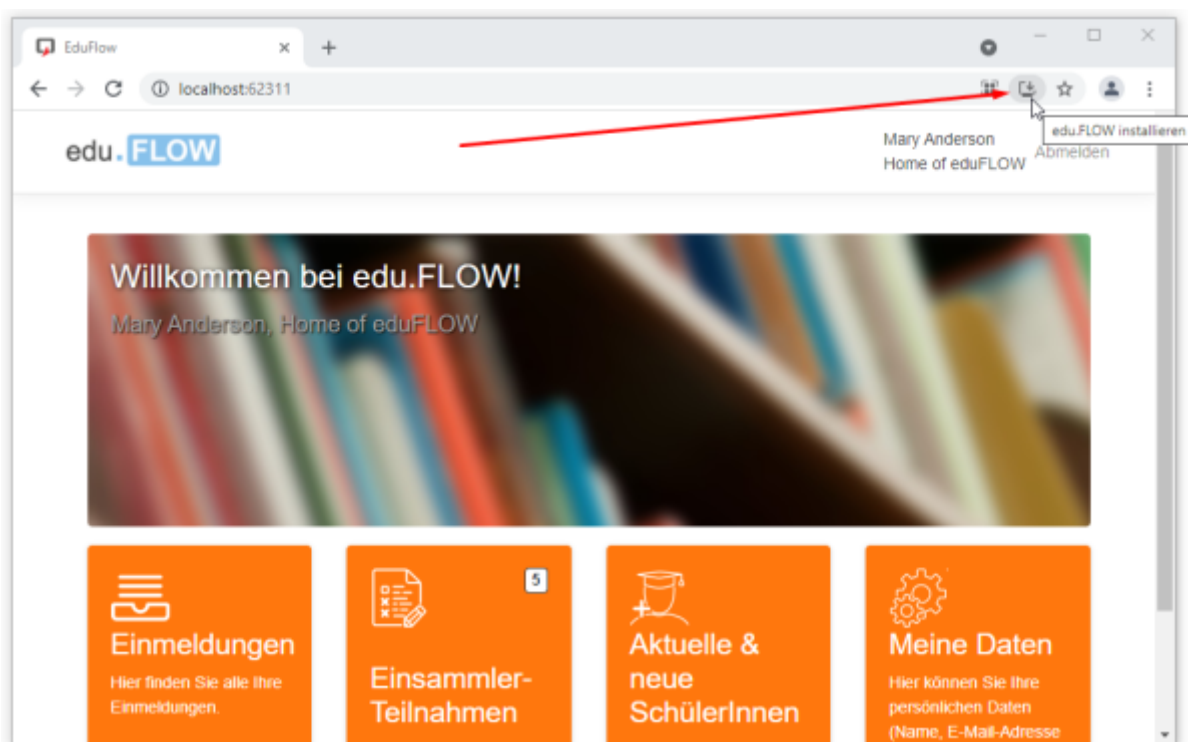 EduFlow
localhost:62311
edu.FLOW installieren
edu.FLOW
Mary Anderson
Home of eduFLOW
Abmelden
Willkommen bei edu.FLOW!
Mary Anderson, Home of eduFLOW
Einmeldungen
Hier finden Sie alle Ihre
Einmeldungen.
5
Einsammler-
Teilnahmen
Aktuelle &
neue
SchülerInnen
Meine Daten
Hier können Sie Ihre
persönlichen Daten
(Name, E-Mail-Adresse